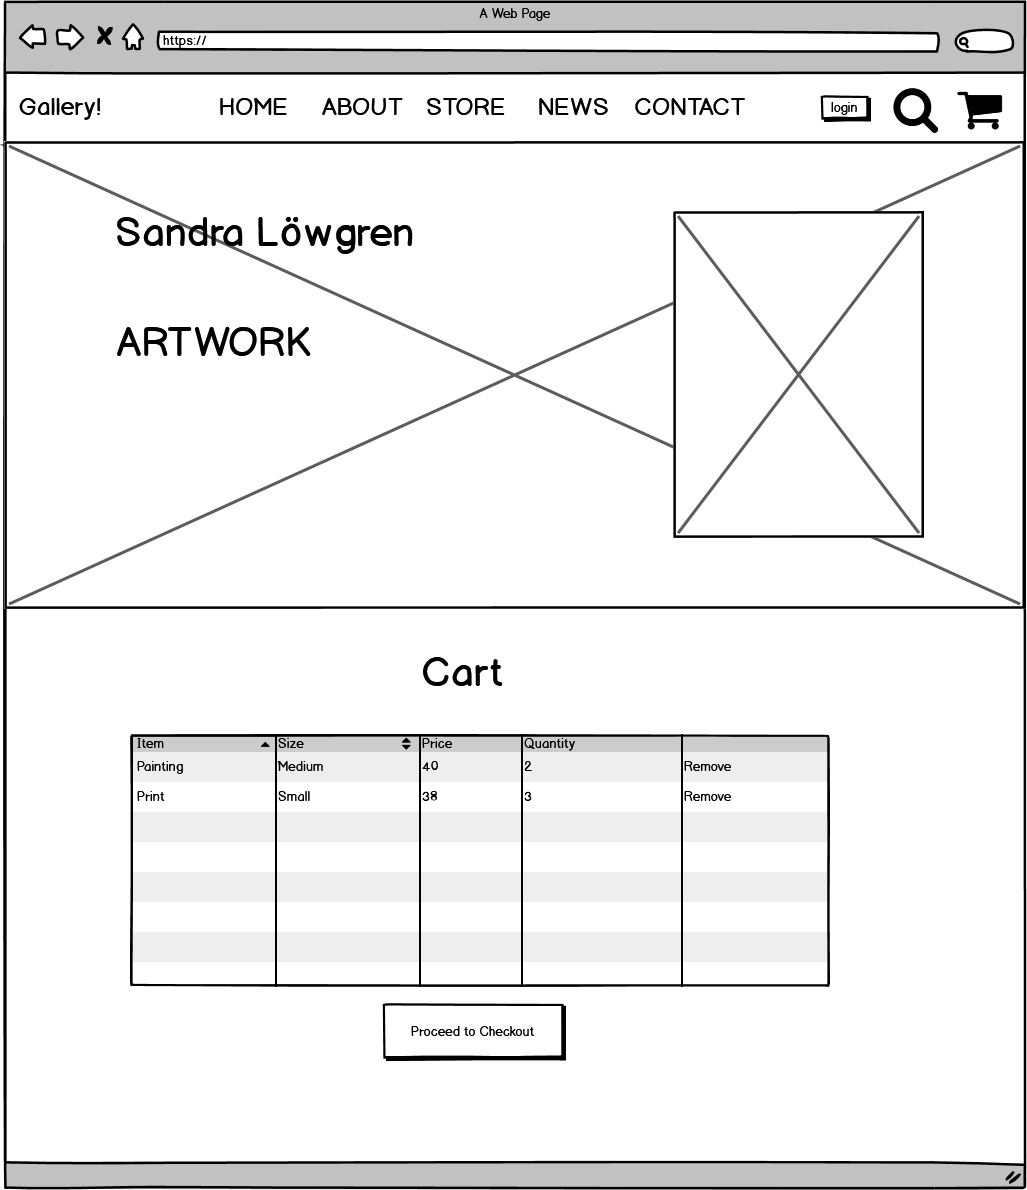 A Web Page
https://
Gallery! HOME ABOUT STORE NEWS CONTACT login
Sandra Löwgren
ARTWORK
Cart
Item Size Price Quantity
Painting Medium 40 2 Remove
Print Small 38 3 Remove
Proceed to Checkout